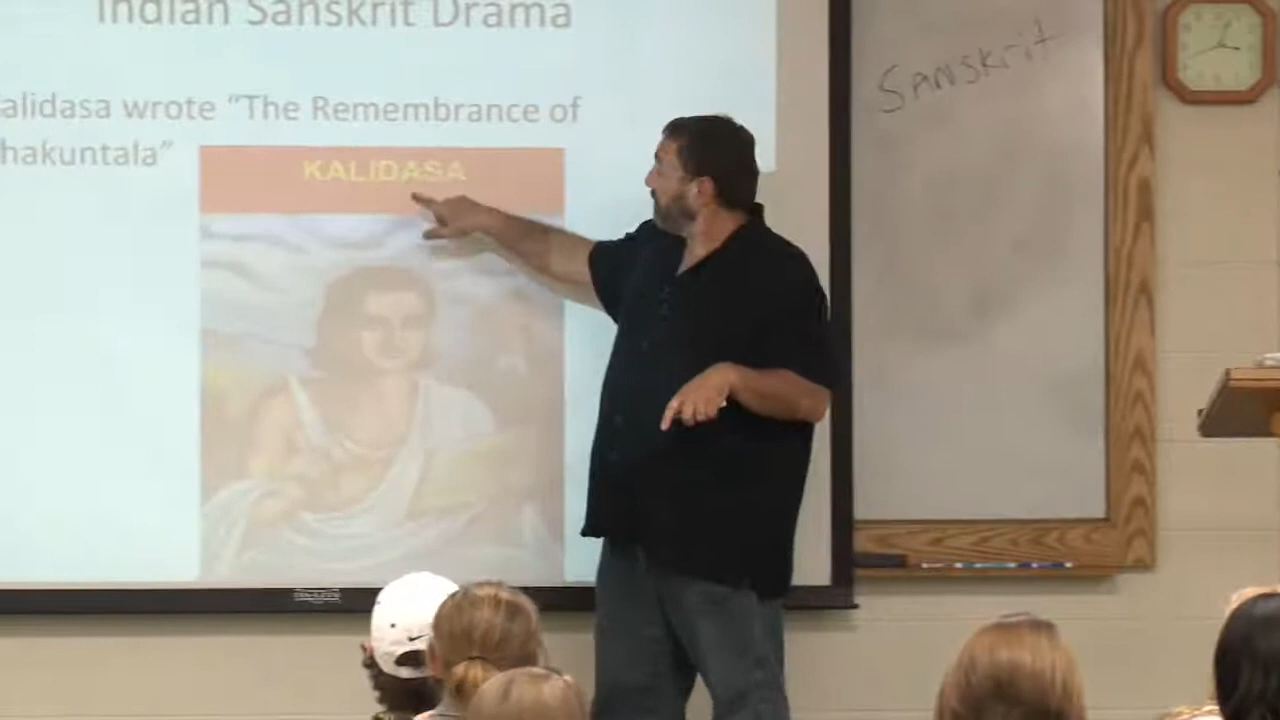 Indian Sanskrit Drama
alidasa wrote “The Remembrance of
hakuntala”
KALIDASA
Sanskrit